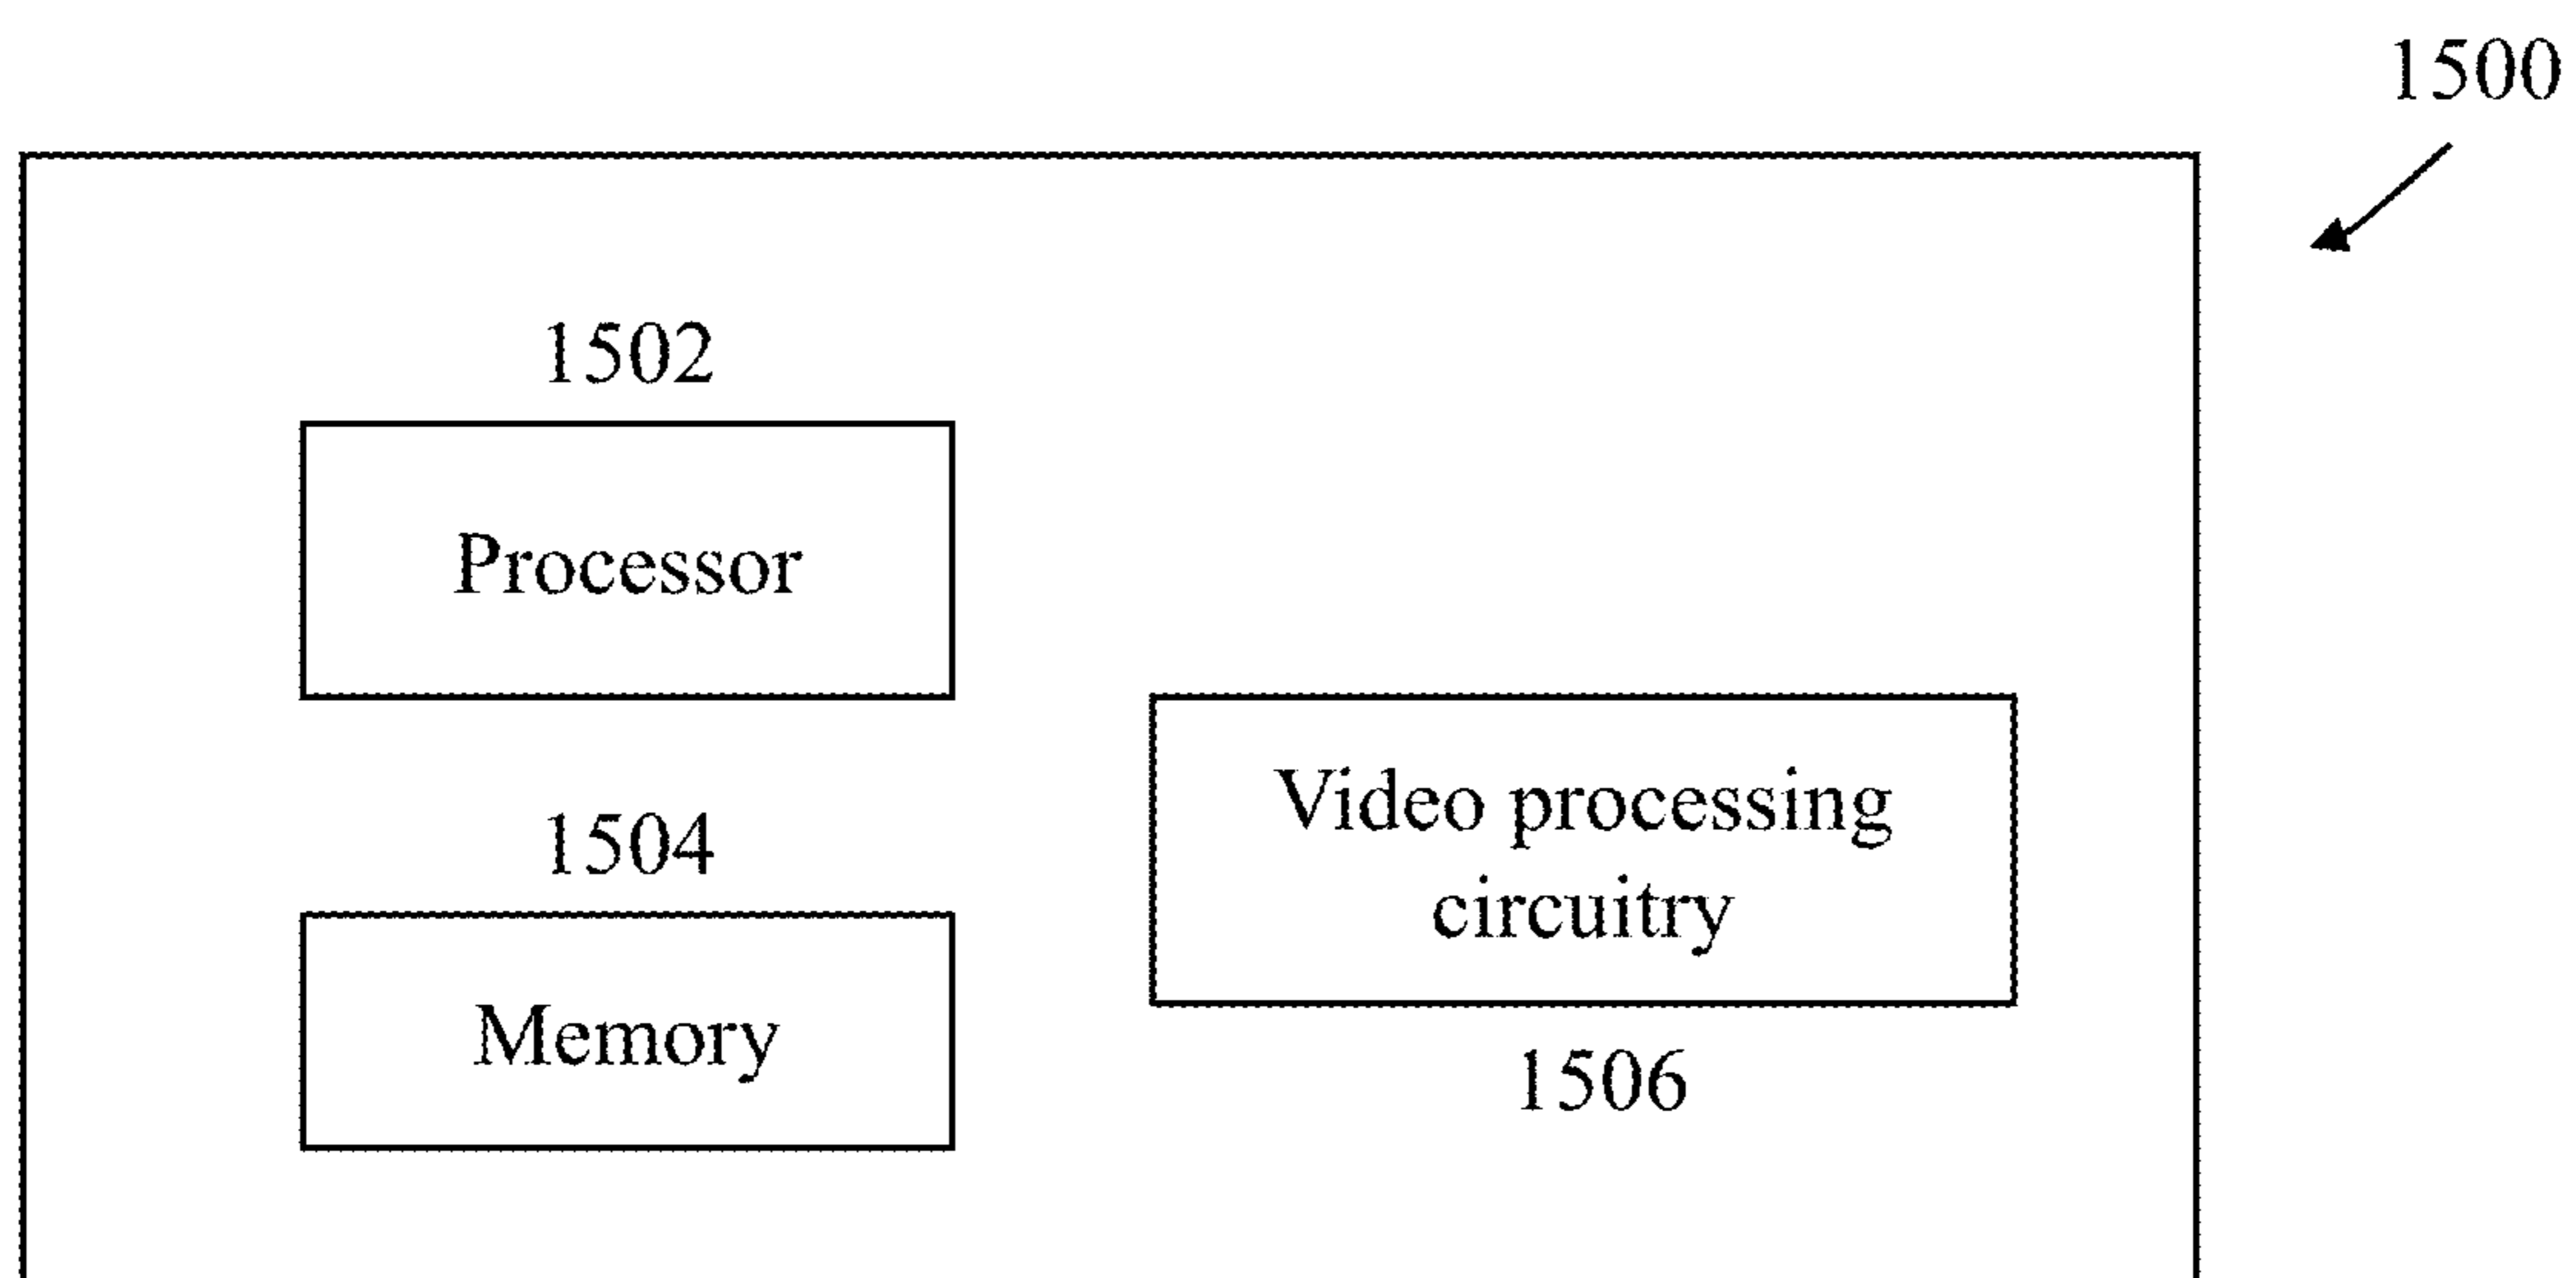 1500
1502
Processor
1504
Memory
Video processing
circuitry
1506